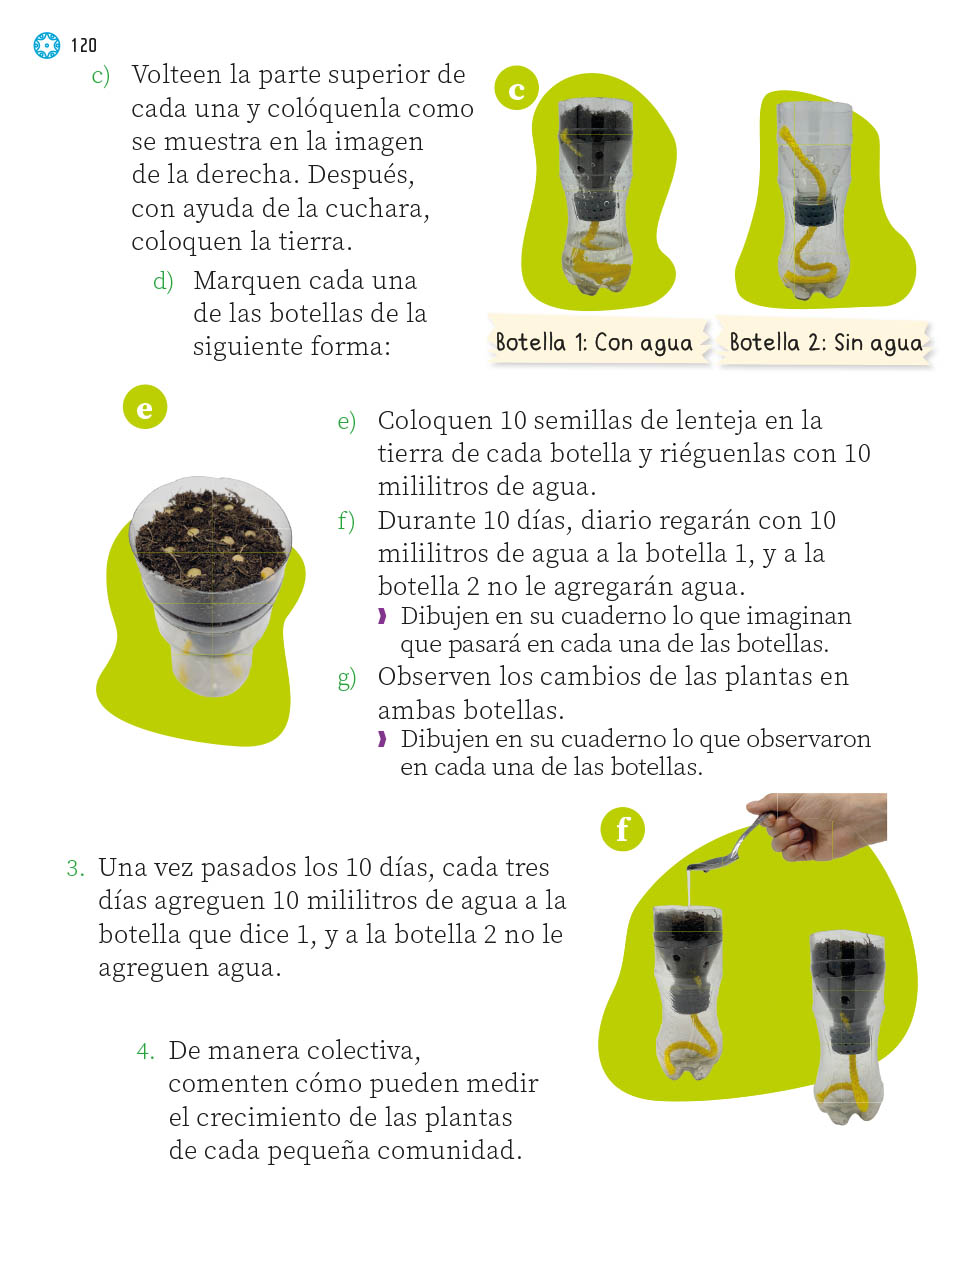 120
c) Volteen la parte superior de
cada una y colóquenla como
se muestra en la imagen
de la derecha. Después,
con ayuda de la cuchara,
coloquen la tierra.
d) Marquen cada una
de las botellas de la
siguiente forma:
c
Botella 1: Con agua
Botella 2: Sin agua
e
e) Coloquen 10 semillas de lenteja en la
tierra de cada botella y riéguenlas con 10
mililitros de agua.
f) Durante 10 días, diario regarán con 10
mililitros de agua a la botella 1, y a la
botella 2 no le agregarán agua.
Dibujen en su cuaderno lo que imaginan
que pasará en cada una de las botellas.
g) Observen los cambios de las plantas en
ambas botellas.
Dibujen en su cuaderno lo que observaron
en cada una de las botellas.
f
3. Una vez pasados los 10 días, cada tres
días agreguen 10 mililitros de agua a la
botella que dice 1, y a la botella 2 no le
agreguen agua.
4. De manera colectiva,
comenten cómo pueden medir
el crecimiento de las plantas
de cada pequeña comunidad.